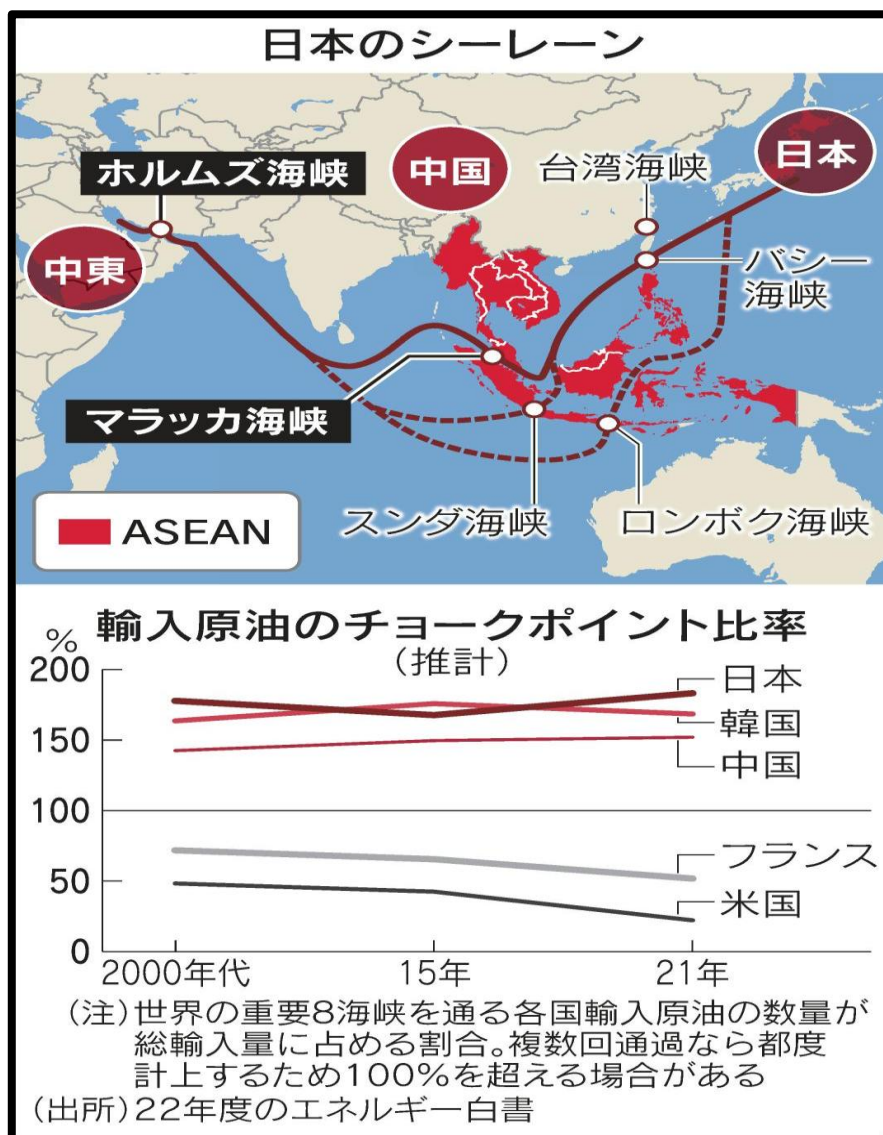 日本のシーレーン
ホルムズ海峡
中国
台湾海峡
日本
中東
バシー
海峡
マラッカ海峡
スンダ海峡
ロンボク海峡
ASEAN
輸入原油のチョークポイント比率
(推計)
%
200
150
100
50
0
日本
韓国
中国
フランス
米国
2000年代
15年
21年
(注)世界の重要8海峡を通る各国輸入原油の数量が
総輸入量に占める割合。複数回通過なら都度
計上するため100%を超える場合がある
(出所)22年度のエネルギー白書